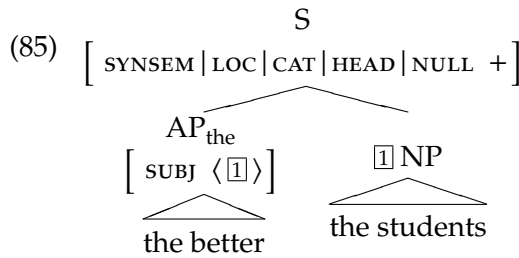 S
(85) [ SYNSEM|LOC|CAT|HEAD|NULL + ]
AP_the
[ SUBJ ⟨ 1 ⟩ ]
1 NP
the better
the students